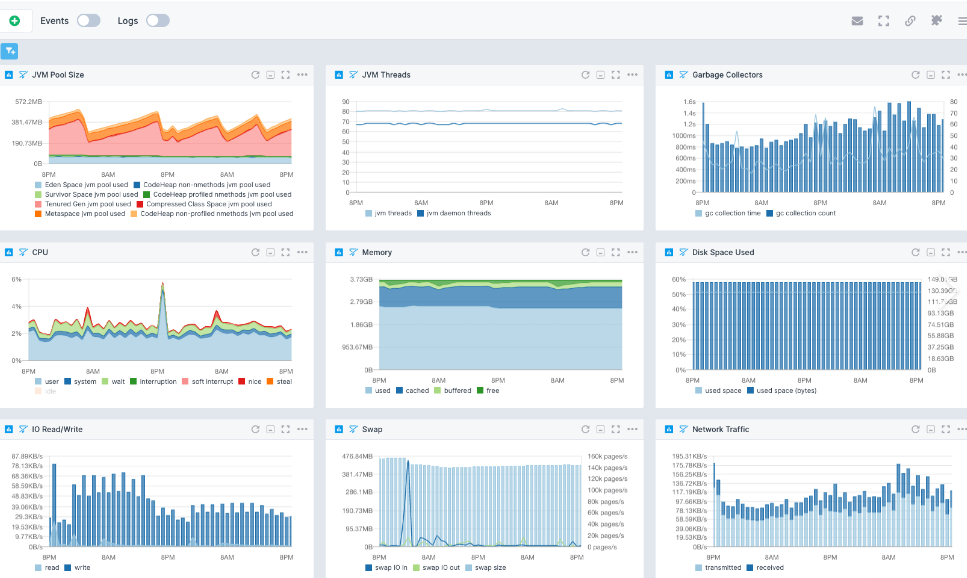 Events Logs
JVM Pool Size
572.2MB
381.47MB
190.73MB
0B
8PM 8AM 8PM 8AM 8PM
Eden Space jvm pool used CodeHeap non-nmethods jvm pool used
Survivor Space jvm pool used CodeHeap profiled nmethods jvm pool used
Tenured Gen jvm pool used Compressed Class Space jvm pool used
Metaspace jvm pool used CodeHeap non-profiled nmethods jvm pool used
JVM Threads
90
80
70
60
50
40
30
20
10
0
8PM 8AM 8PM 8AM 8PM
jvm threads jvm daemon threads
Garbage Collectors
1.6s 80
1.4s 70
1.2s 60
1000ms 50
800ms 40
600ms 30
400ms 20
200ms 10
0 0
8PM 8AM 8PM 8AM 8PM
gc collection time gc collection count
CPU
6%
4%
2%
0%
8PM 8AM 8PM 8AM 8PM
user system wait interruption soft interrupt nice steal
idle
Memory
3.73GB
2.79GB
1.86GB
953.67MB
0B
8PM 8AM 8PM 8AM 8PM
used cached buffered free
Disk Space Used
60%
50% 130.39GB
40%
30% 93.13GB
74.51GB
20% 55.88GB
37.25GB
10% 18.63GB
0% 0B
8PM 8AM 8PM 8AM 8PM
used space used space (bytes)
IO Read/Write
87.89KB/s
78.13KB/s
68.36KB/s
58.59KB/s
48.83KB/s
39.06KB/s
29.3KB/s
19.53KB/s
9.77KB/s
0B/s
8PM 8AM 8PM 8AM 8PM
read write
Swap
476.84MB 160k pages/s
140k pages/s
381.47MB 120k pages/s
286.1MB 100k pages/s
80k pages/s
190.73MB 60k pages/s
40k pages/s
95.37MB 20k pages/s
0B 0 pages/s
8PM 8AM 8PM 8AM 8PM
swap IO in swap IO out swap size
Network Traffic
195.31KB/s
175.78KB/s
156.25KB/s
136.72KB/s
117.19KB/s
97.66KB/s
78.13KB/s
58.59KB/s
39.06KB/s
19.53KB/s
0B/s
8PM 8AM 8PM 8AM 8PM
transmitted received